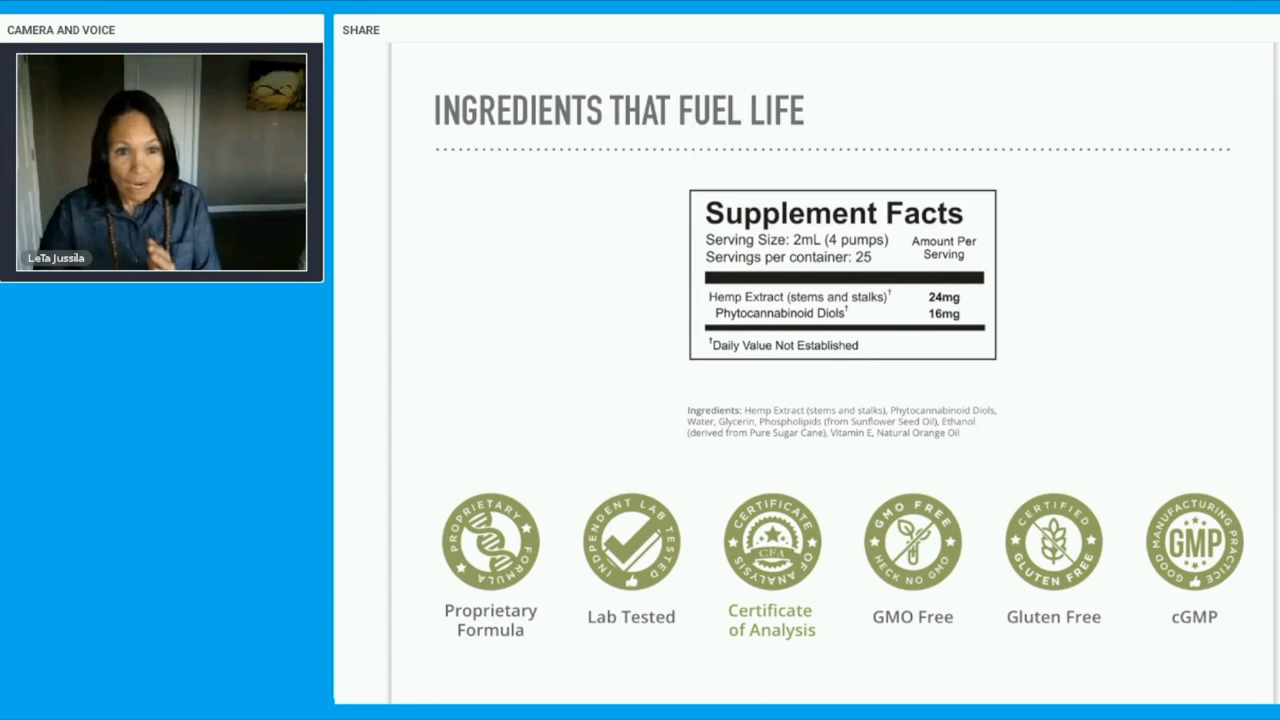 CAMERA AND VOICE
LeTa Jussila
SHARE
INGREDIENTS THAT FUEL LIFE
Supplement Facts
Serving Size: 2mL (4 pumps)
Servings per container: 25
Amount Per
Serving
Hemp Extract (stems and stalks)† 24mg
Phytocannabinoid Diols† 16mg
†Daily Value Not Established
Ingredients: Hemp Extract (stems and stalks), Phytocannabinoid Diols,
Water, Glycerin, Phospholipids (from Sunflower Seed Oil), Ethanol
(derived from Pure Sugar Cane), Vitamin E, Natural Orange Oil
PROPRIETARY FORMULA
INDPENDENT LAB TESTED
CERTIFICATE OF ANALYSIS
CFA
GMO FREE
HECK NO GMO
CERTIFIED
GLUTEN FREE
GOOD MANUFACTURING PRACTICE
GMP
Proprietary
Formula
Lab Tested
Certificate
of Analysis
GMO Free
Gluten Free
cGMP